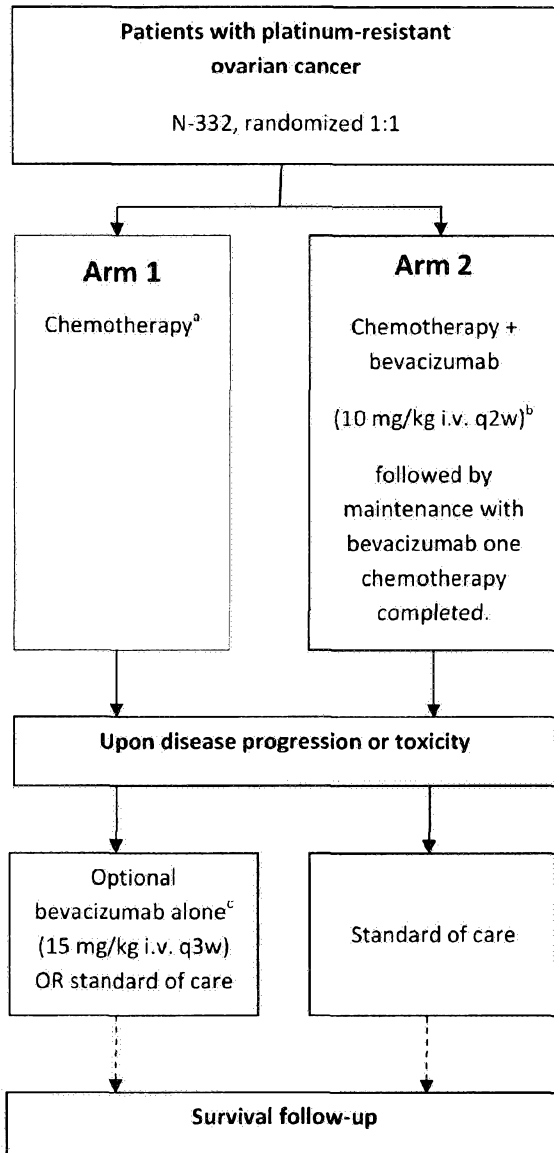 Patients with platinum-resistant
ovarian cancer
N-332, randomized 1:1
Arm 1
Chemotherapyᵃ
Arm 2
Chemotherapy +
bevacizumab
(10 mg/kg i.v. q2w)ᵇ
followed by
maintenance with
bevacizumab one
chemotherapy
completed.
Upon disease progression or toxicity
Optional
bevacizumab aloneᶜ
(15 mg/kg i.v. q3w)
OR standard of care
Standard of care
Survival follow-up